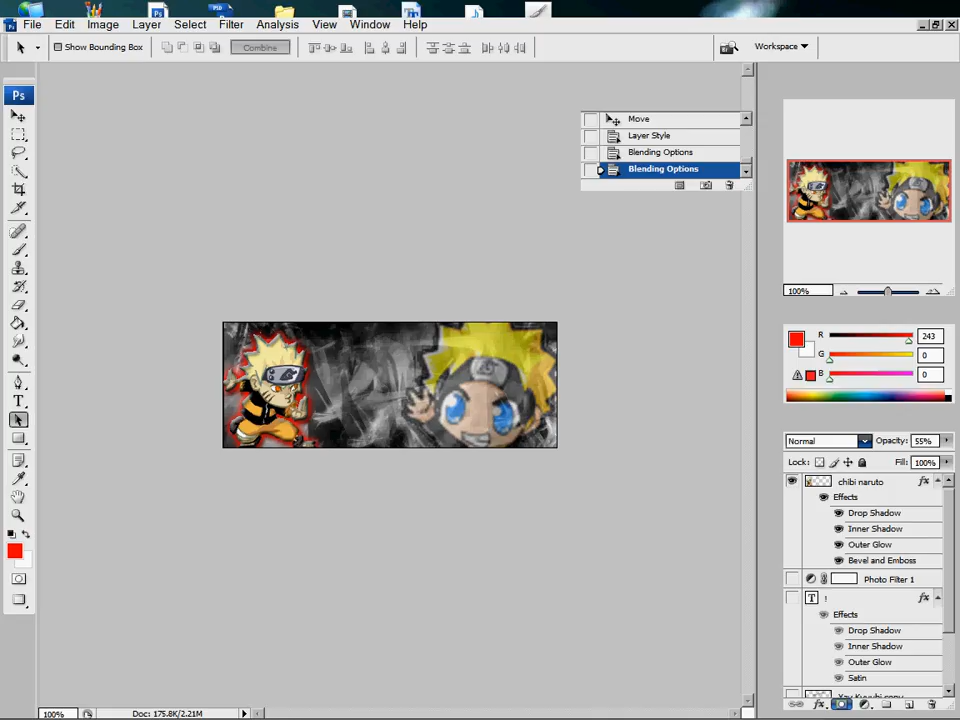 File Edit Image Layer Select Filter Analysis View Window Help
Show Bounding Box Combine Workspace
Move
Layer Style
Blending Options
Blending Options
Ps
100%
R 243
G 0
B 0
Normal Opacity: 55%
Lock: Fill: 100%
chibi naruto fx
Effects
Drop Shadow
Inner Shadow
Outer Glow
Bevel and Emboss
Photo Filter 1
T ! fx
Effects
Drop Shadow
Inner Shadow
Outer Glow
Satin
100% Doc: 175.8K/2.21M